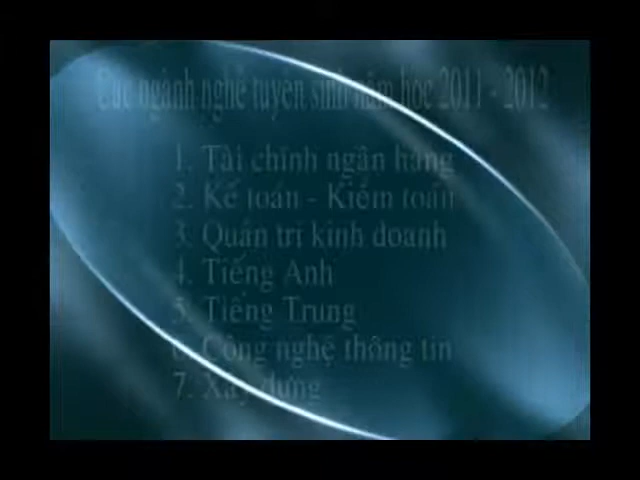 Các ngành nghề tuyển sinh năm học 2011 - 2012
1. Tài chính ngân hàng
2. Kế toán - Kiểm toán
3. Quản trị kinh doanh
4. Tiếng Anh
5. Tiếng Trung
6. Công nghệ thông tin
7. Xây dựng